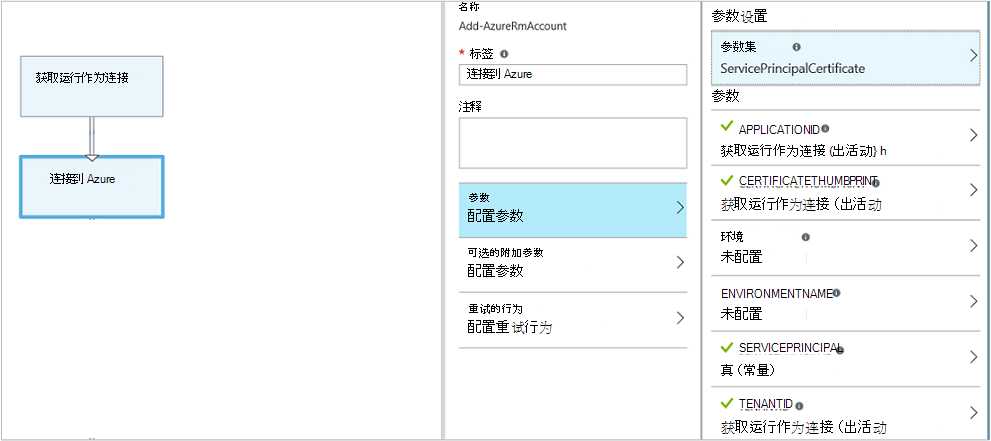 获取运行作为连接
连接到 Azure
名称
Add-AzureRmAccount
* 标签
连接到 Azure
注释
参数
配置参数
可选的附加参数
配置参数
重试的行为
配置重试行为
参数设置
参数集
ServicePrincipalCertificate
参数
APPLICATIONID
获取运行作为连接 (出活动} h
CERTIFICATETHUMBPRINT
获取运行作为连接（出活动
环境
未配置
ENVIRONMENTNAME
未配置
SERVICEPRINCIPAL
真（常量）
TENANTID
获取运行作为连接（出活动